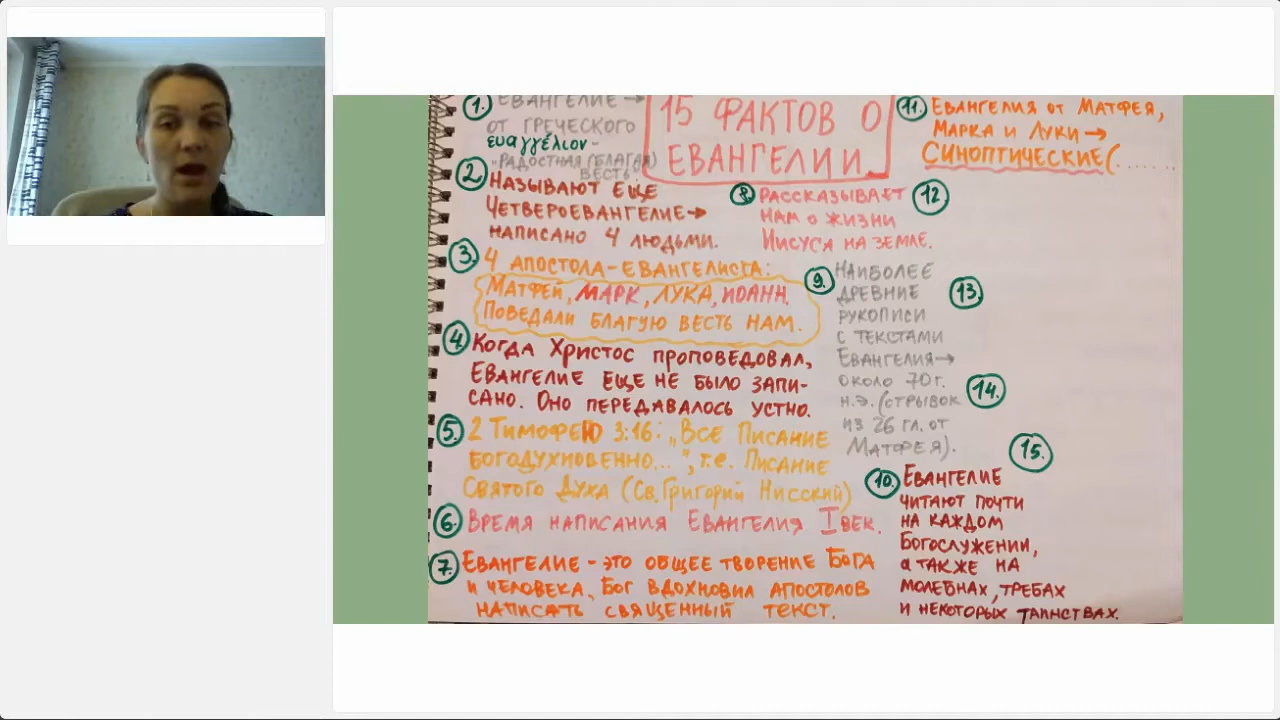 15 ФАКТОВ О
ЕВАНГЕЛИИ.
1. ЕВАНГЕЛИЕ →
ОТ ГРЕЧЕСКОГО
ευαγγέλιον -
"РАДОСТНАЯ (БЛАГАЯ)
ВЕСТЬ".
2. НАЗЫВАЮТ ЕЩЕ
ЧЕТВЕРОЕВАНГЕЛИЕ →
НАПИСАНО 4 ЛЮДЬМИ.
3. 4 АПОСТОЛА-ЕВАНГЕЛИСТА:
МАТФЕЙ, МАРК, ЛУКА, ИОАНН.
ПОВЕДАЛИ БЛАГУЮ ВЕСТЬ НАМ.
4. КОГДА ХРИСТОС ПРОПОВЕДОВАЛ,
ЕВАНГЕЛИЕ ЕЩЕ НЕ БЫЛО ЗАПИ-
САНО. ОНО ПЕРЕДАВАЛОСЬ УСТНО.
5. 2 ТИМОФЕЮ 3:16: „ВСЕ ПИСАНИЕ
БОГОДУХНОВЕННО...", т.е. ПИСАНИЕ
СВЯТОГО ДУХА (СВ. ГРИГОРИЙ НИССКИЙ)
6. ВРЕМЯ НАПИСАНИЯ ЕВАНГЕЛИЯ I ВЕК.
7. ЕВАНГЕЛИЕ - ЭТО ОБЩЕЕ ТВОРЕНИЕ БОГА
И ЧЕЛОВЕКА, БОГ ВДОХНОВИЛ АПОСТОЛОВ
НАПИСАТЬ СВЯЩЕННЫЙ ТЕКСТ.
8. РАССКАЗЫВАЕТ
НАМ О ЖИЗНИ
ИИСУСА НА ЗЕМЛЕ.
9. НАИБОЛЕЕ
ДРЕВНИЕ
РУКОПИСИ
С ТЕКСТАМИ
ЕВАНГЕЛИЯ →
ОКОЛО 70 Г.
Н.Э. (ОТРЫВОК
ИЗ 26 ГЛ. ОТ
МАТФЕЯ).
10. ЕВАНГЕЛИЕ
ЧИТАЮТ ПОЧТИ
НА КАЖДОМ
БОГОСЛУЖЕНИИ,
А ТАКЖЕ НА
МОЛЕБНАХ, ТРЕБАХ
И НЕКОТОРЫХ ТАИНСТВАХ.
11. ЕВАНГЕЛИЯ ОТ МАТФЕЯ,
МАРКА И ЛУКИ →
СИНОПТИЧЕСКИЕ (.......
12
13.
14.
15.